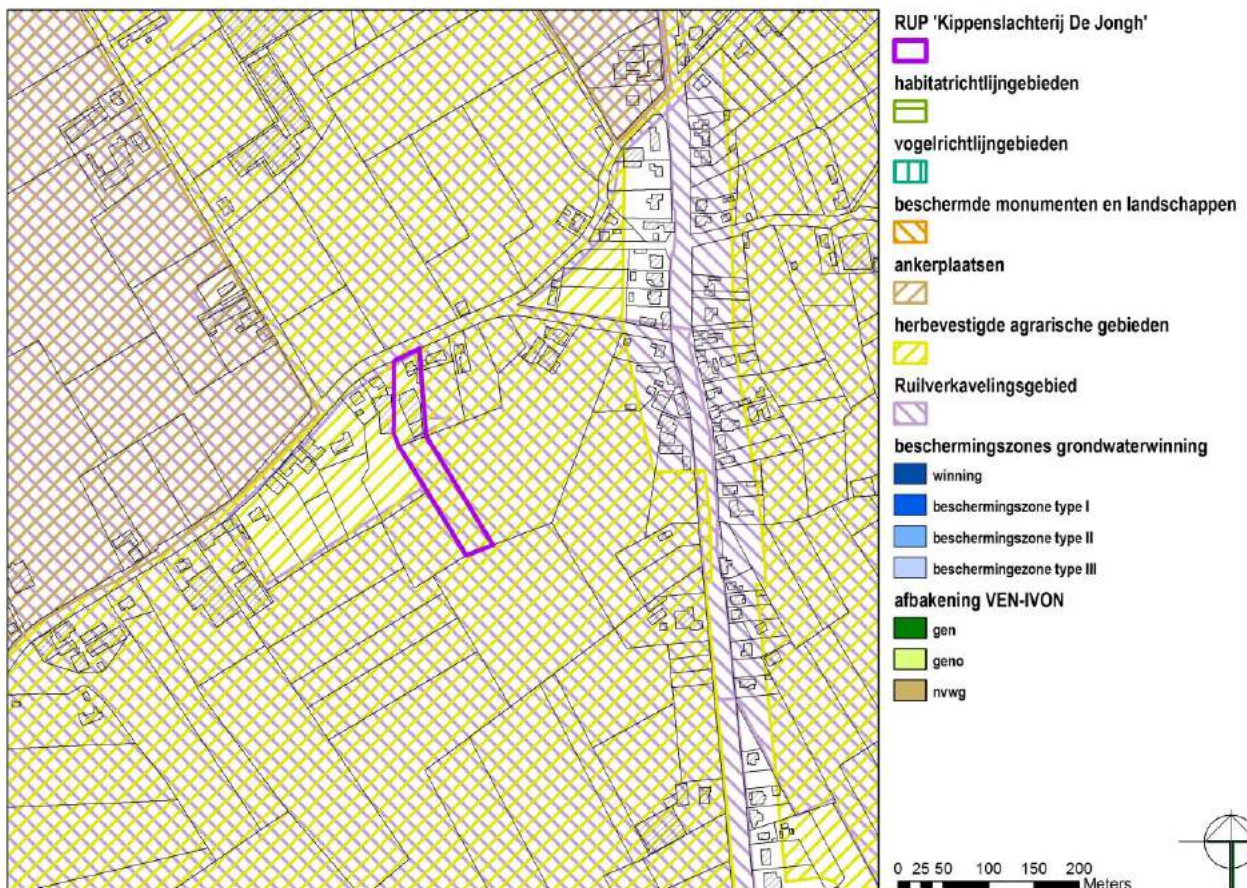 RUP 'Kippenslachterij De Jongh'
habitatrichtlijngebieden
vogelrichtlijngebieden
beschermde monumenten en landschappen
ankerplaatsen
herbevestigde agrarische gebieden
Ruilverkavelingsgebied
beschermingszones grondwaterwinning
winning
beschermingszone type I
beschermingszone type II
beschermingezone type III
afbakening VEN-IVON
gen
geno
nvwg
0 25 50 100 150 200
Meters